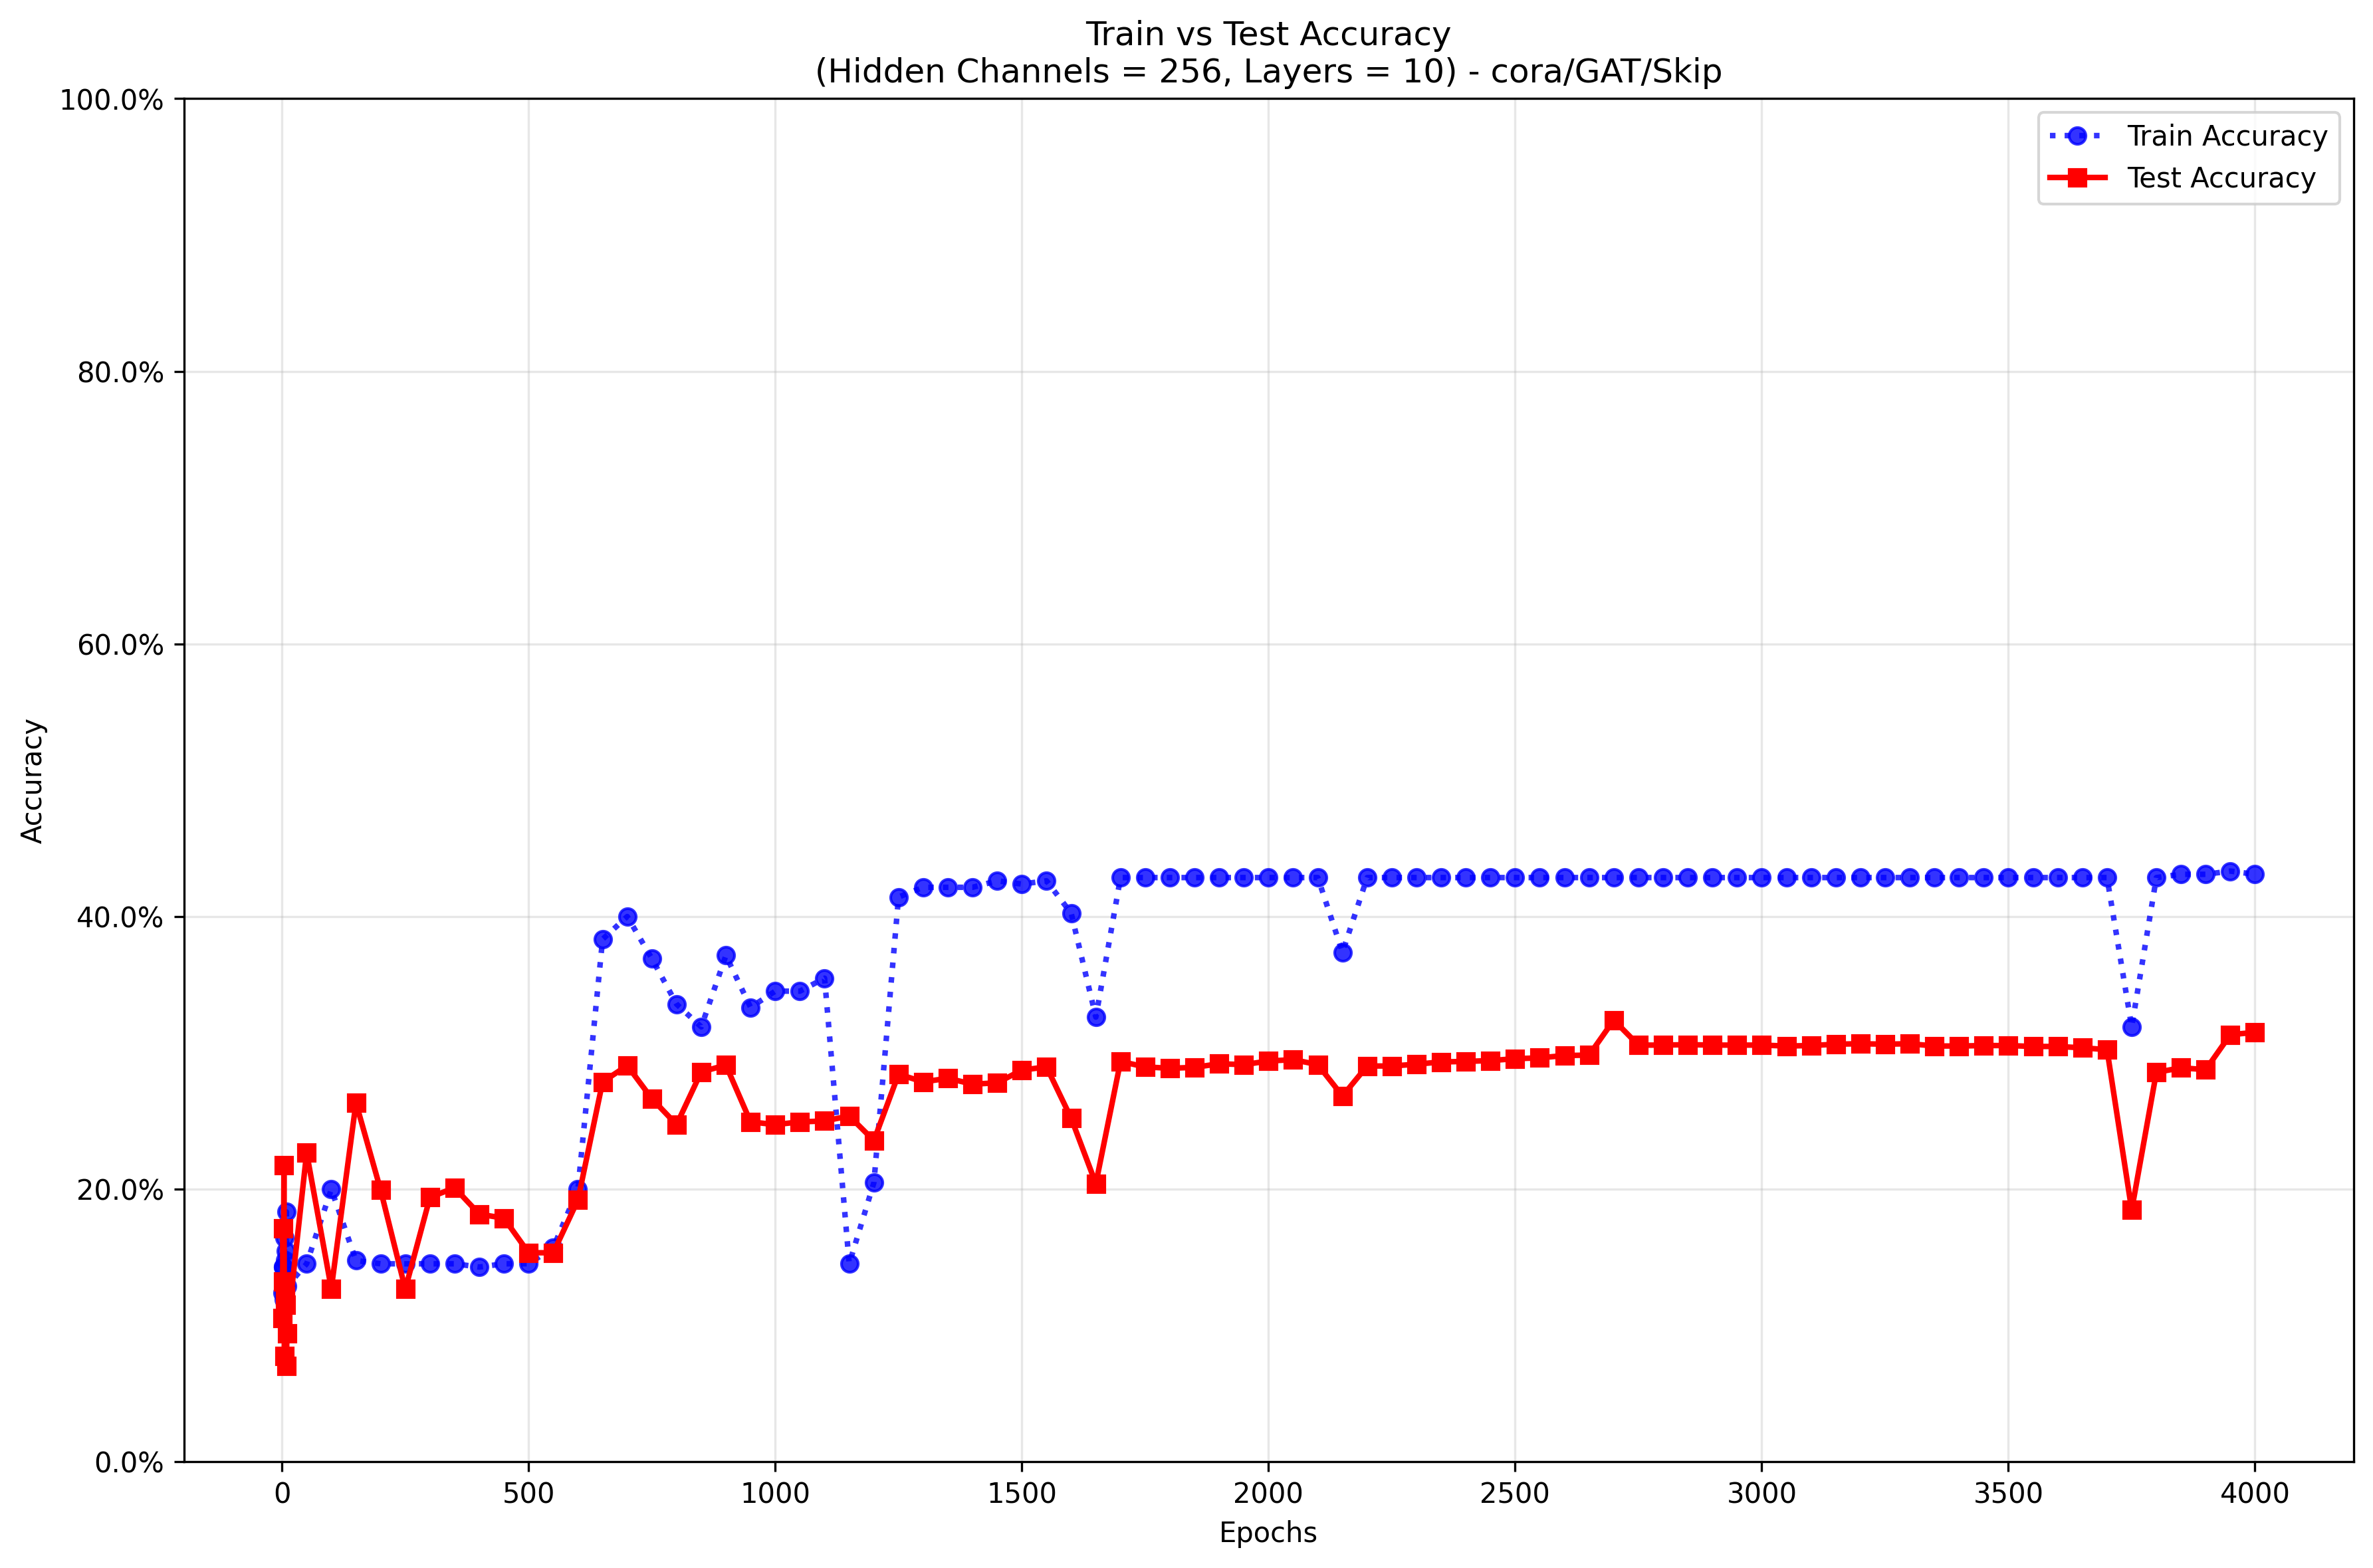 Train vs Test Accuracy
(Hidden Channels = 256, Layers = 10) - cora/GAT/Skip
Train Accuracy
Test Accuracy
Accuracy
100.0%
80.0%
60.0%
40.0%
20.0%
0.0%
0 500 1000 1500 2000 2500 3000 3500 4000
Epochs